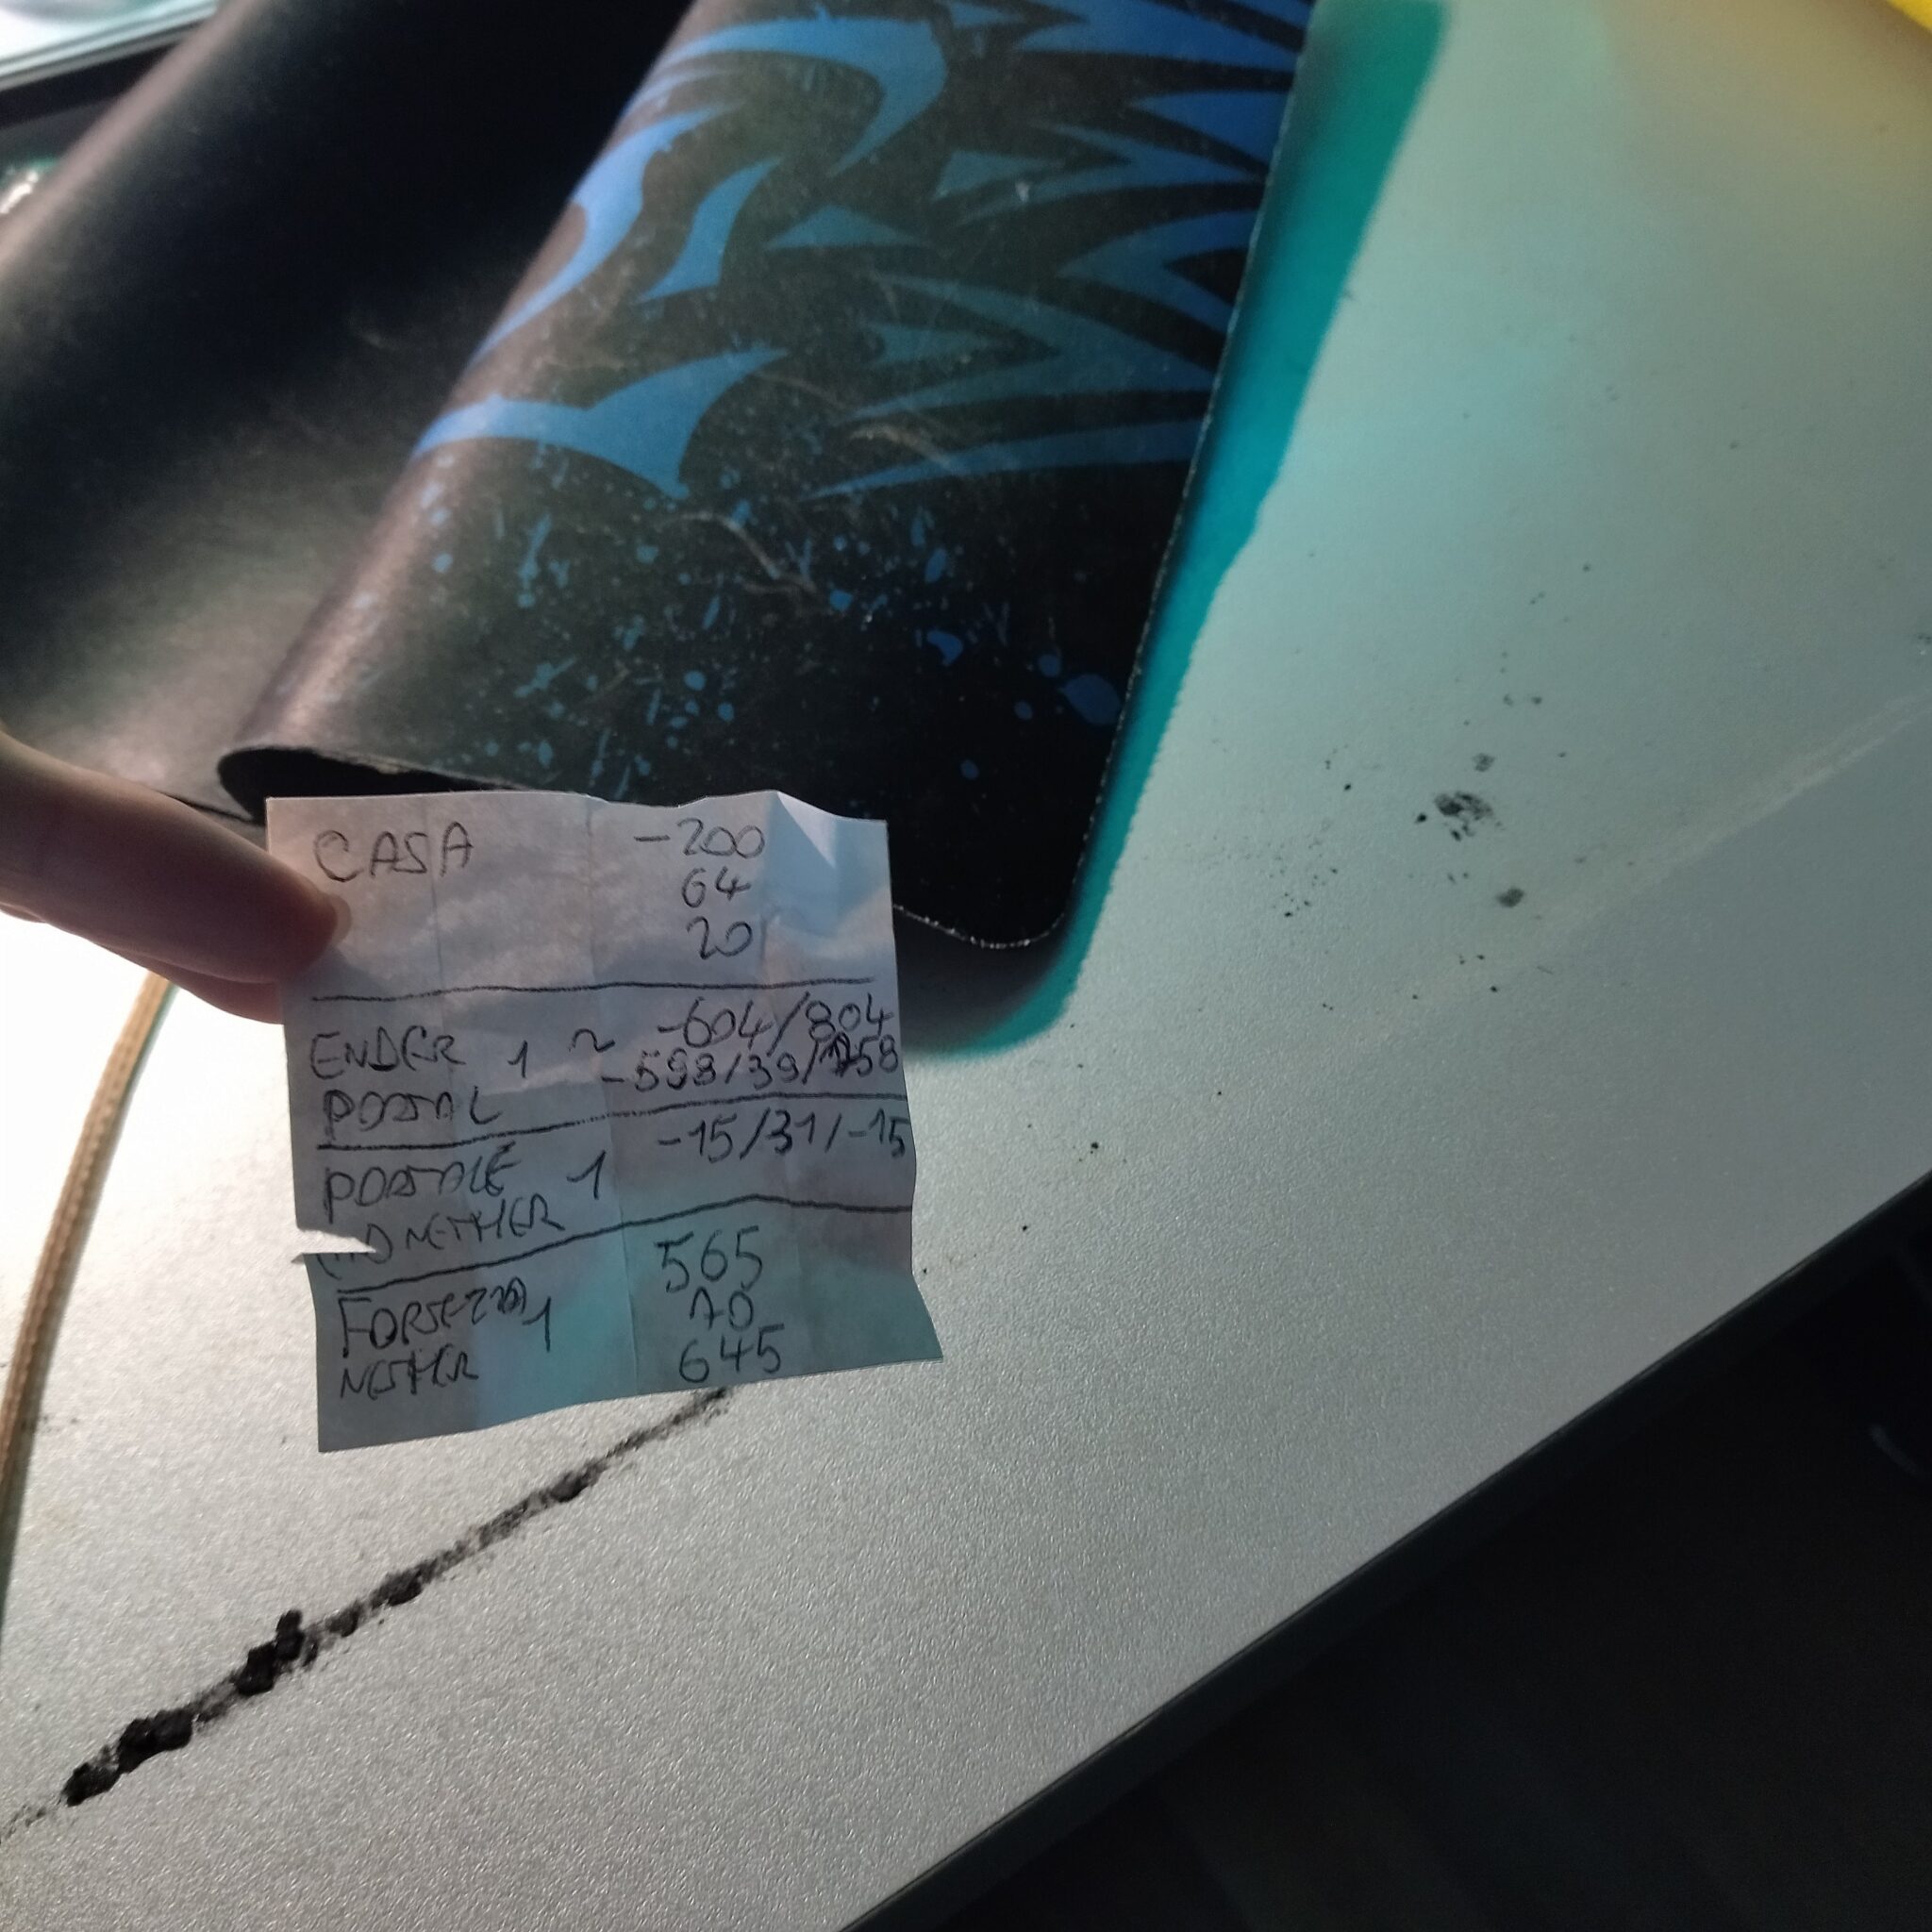 CASA -200
64
20
ENDER 1 ~ -604/804
PORTAL -593/39/758
PORTALE 1 -15/31/-15
NETHER
FORTEZZA 1 565
NETHER 70
645